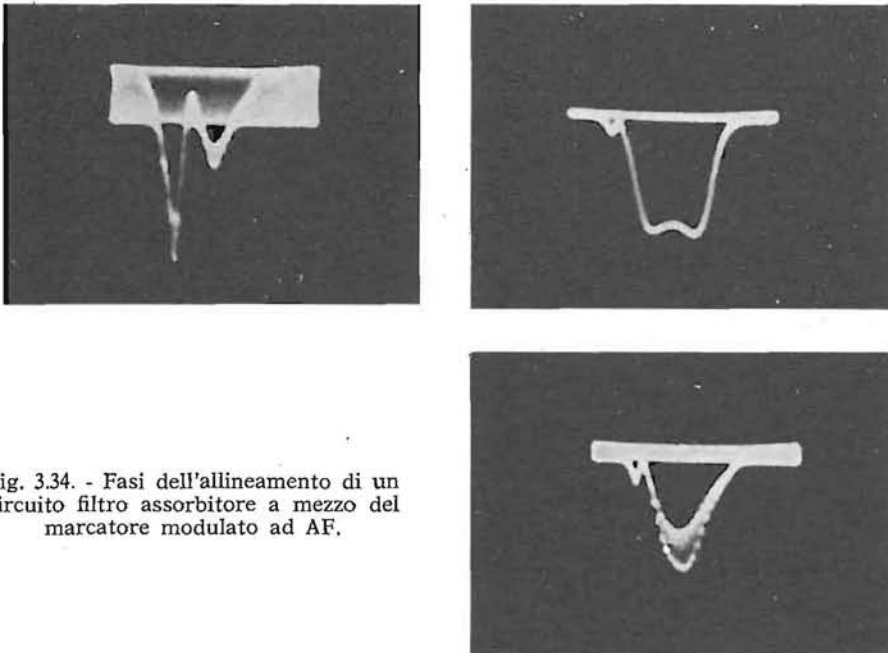 ig. 3.34. - Fasi dell'allineamento di un
ircuito filtro assorbitore a mezzo del
marcatore modulato ad AF.